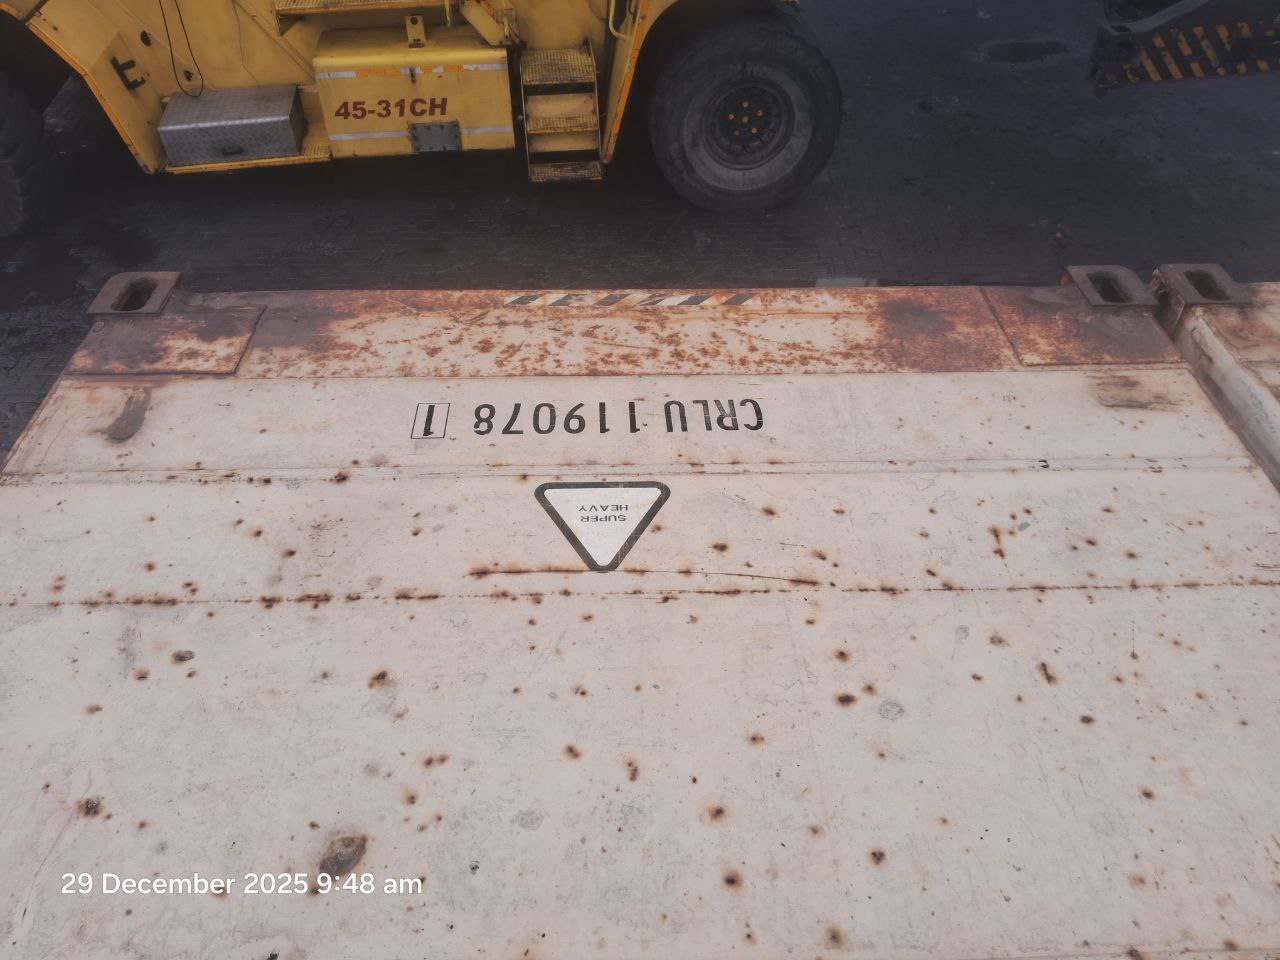 45-31CH
CRLU 119078 1
SUPER
HEAVY
29 December 2025 9:48 am